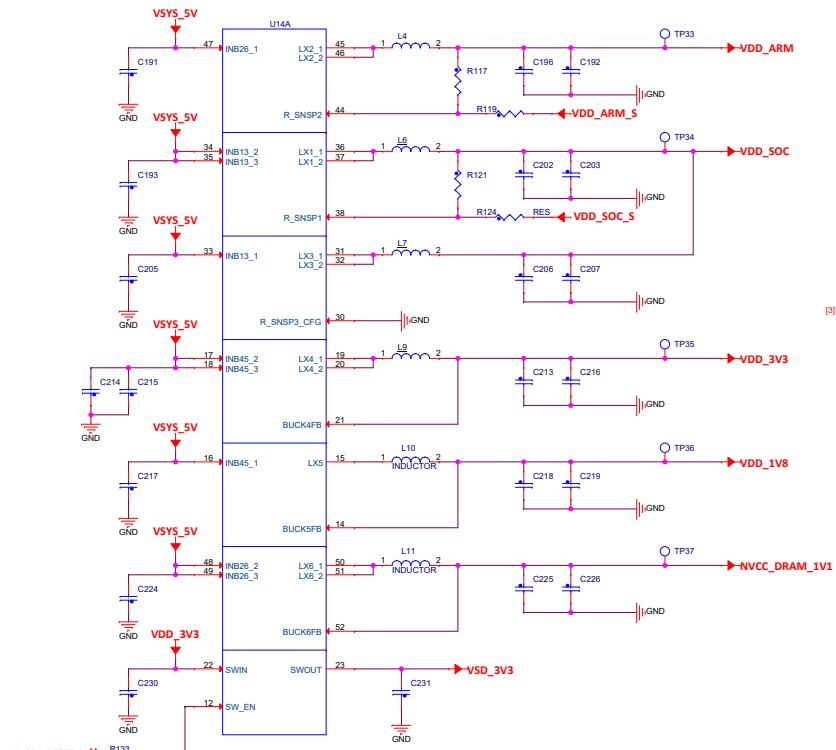 VSYS_5V
U14A
L4
TP33
47 INB26_1 LX2_1 45 1 2 VDD_ARM
LX2_2 46
C191
R117 C196 C192
GND
GND
R_SNSP2 44 R119 VDD_ARM_S
VSYS_5V
L6
TP34
34 INB13_2 LX1_1 36 1 2 VDD_SOC
35 INB13_3 LX1_2 37
C193
R121 C202 C203
GND
GND
R_SNSP1 38 R124 RES VDD_SOC_S
VSYS_5V
L7
33 INB13_1 LX3_1 31 1 2
LX3_2 32
C205
C206 C207
GND
[3]
GND
R_SNSP3_CFG 30 GND
VSYS_5V
L9
TP35
17 INB45_2 LX4_1 19 1 2 VDD_3V3
18 INB45_3 LX4_2 20
C214 C215
C213 C216
GND
GND
BUCK4FB 21
VSYS_5V
L10
TP36
16 INB45_1 LX5 15 1 2 VDD_1V8
INDUCTOR
C217
C218 C219
GND
GND
BUCK5FB 14
VSYS_5V
L11
TP37
48 INB26_2 LX6_1 50 1 2 NVCC_DRAM_1V1
49 INB26_3 LX6_2 51 INDUCTOR
C224
C225 C226
GND
GND
BUCK6FB 52
VDD_3V3
22 SWIN SWOUT 23 VSD_3V3
C230
C231
12 SW_EN
GND
GND
R133